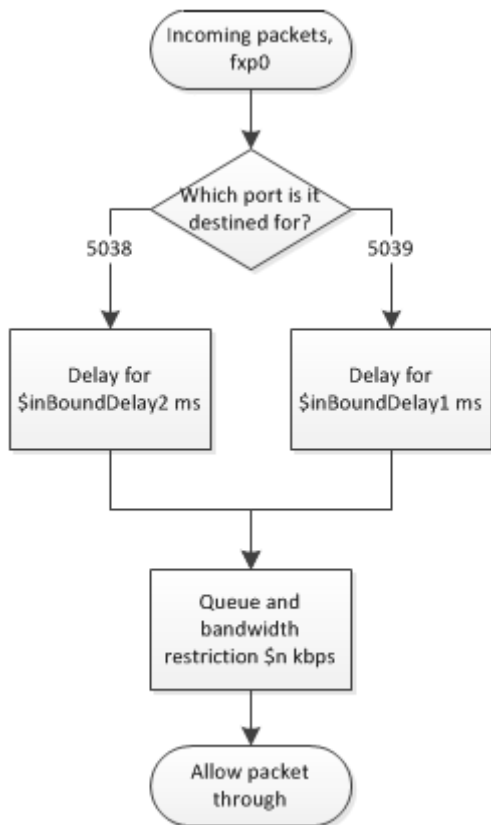 Incoming packets,
fxp0
Which port is it
destined for?
5038
5039
Delay for
$inBoundDelay2 ms
Delay for
$inBoundDelay1 ms
Queue and
bandwidth
restriction $n kbps
Allow packet
through